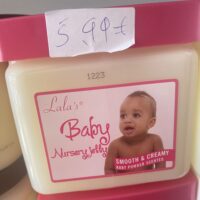 5,99 €
1223
Lala's®
Baby
Nursery Jelly
SMOOTH & CREAMY
BABY POWDER SCENTED